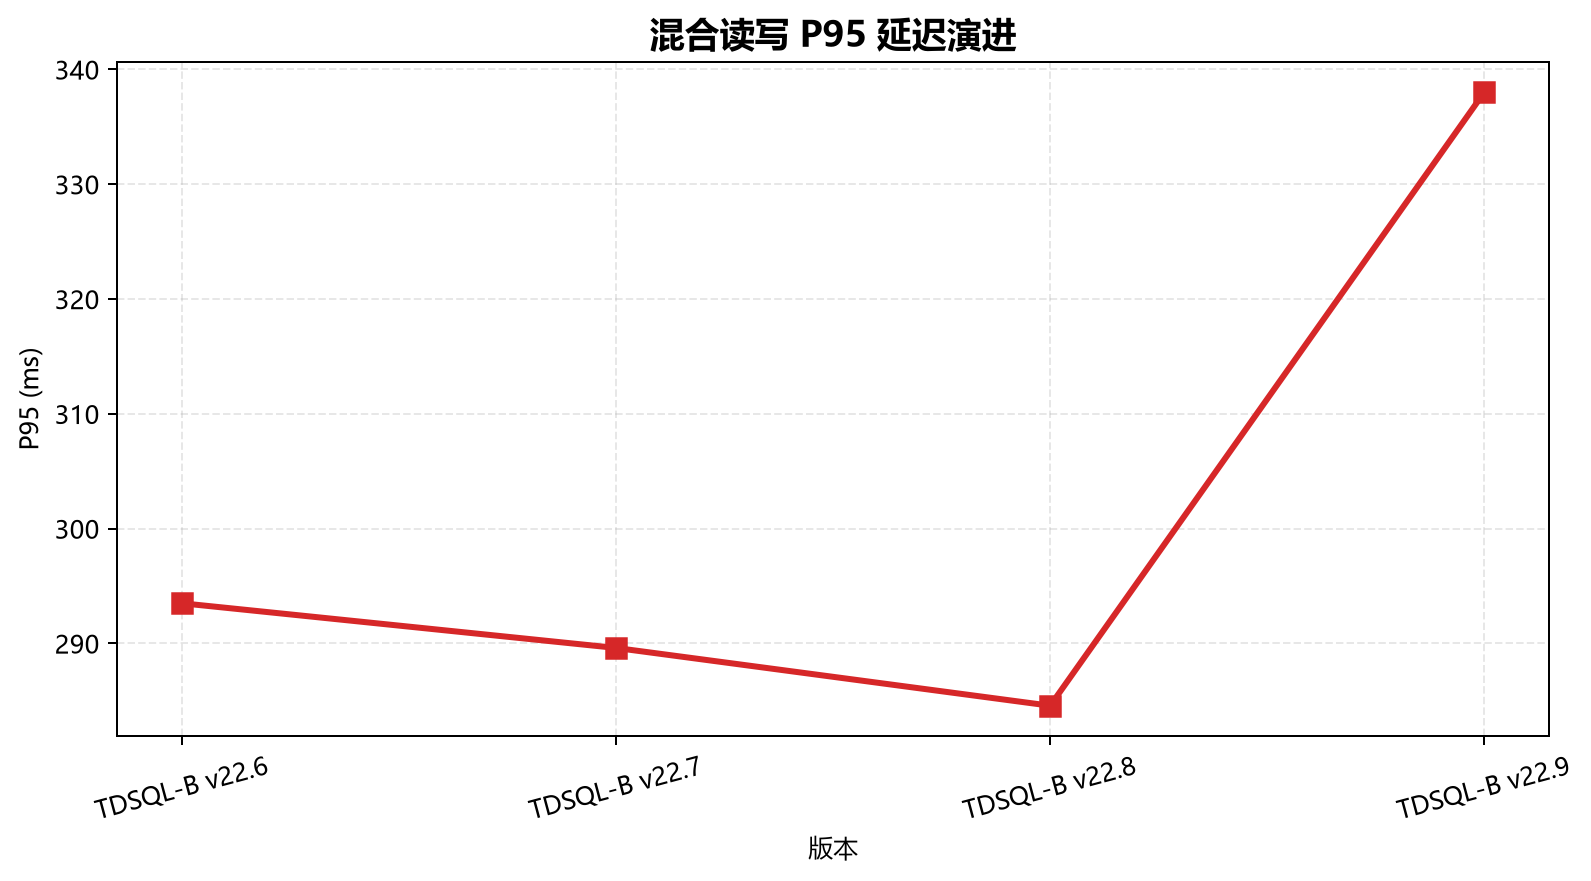 混合读写 P95 延迟演进
P95 (ms)
340
330
320
310
300
290
TDSQL-B v22.6
TDSQL-B v22.7
TDSQL-B v22.8
TDSQL-B v22.9
版本